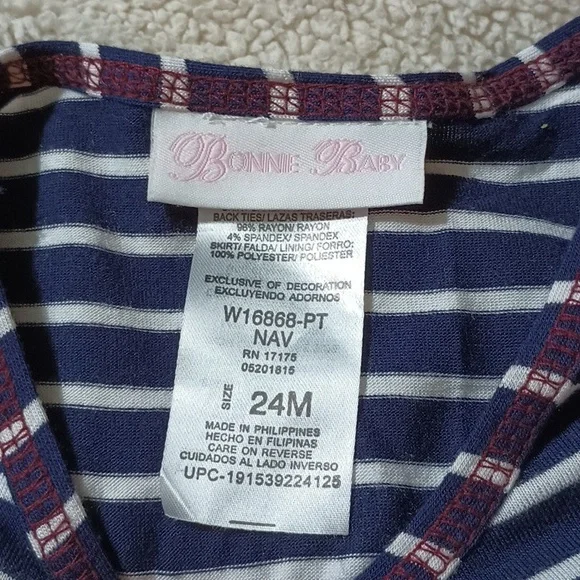 BONNIE BABY
BACK TIES/ LAZAS TRASERAS:
96% RAYON/ RAYON
4% SPANDEX/ SPANDEX
SKIRT/ FALDA/ LINING/ FORRO:
100% POLYESTER/ POLIESTER
EXCLUSIVE OF DECORATION
EXCLUYENDO ADORNOS
W16868-PT
NAV
RN 17175
05201815
SIZE 24M
MADE IN PHILIPPINES
HECHO EN FILIPINAS
CARE ON REVERSE
CUIDADOS AL LADO INVERSO
UPC-191539224125